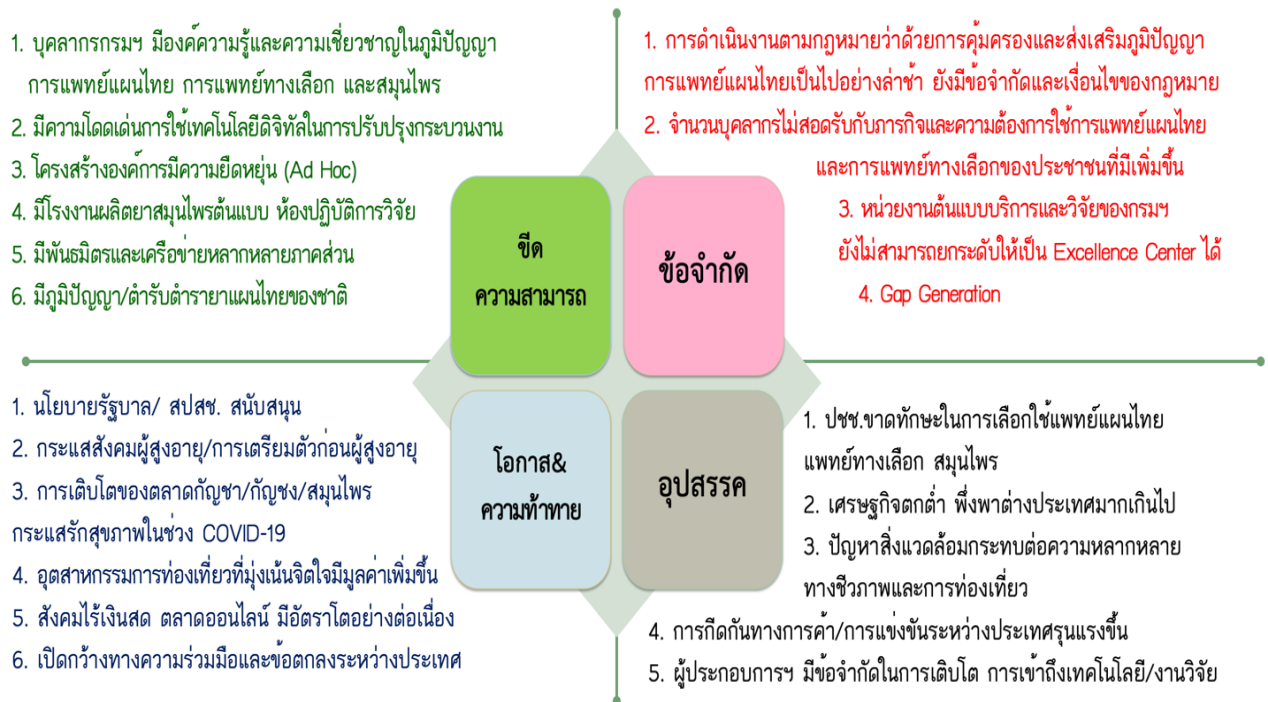 1. บุคลากรกรมฯ มีองค์ความรู้และความเชี่ยวชาญในภูมิปัญญา
การแพทย์แผนไทย การแพทย์ทางเลือก และสมุนไพร
2. มีความโดดเด่นการใช้เทคโนโลยีดิจิทัลในการปรับปรุงกระบวนงาน
3. โครงสร้างองค์การมีความยืดหยุ่น (Ad Hoc)
4. มีโรงงานผลิตยาสมุนไพรต้นแบบ ห้องปฏิบัติการวิจัย
5. มีพันธมิตรและเครือข่ายหลากหลายภาคส่วน
6. มีภูมิปัญญา/ตำรับตำรายาแผนไทยของชาติ
ขีด
ความสามารถ
1. การดำเนินงานตามกฎหมายว่าด้วยการคุ้มครองและส่งเสริมภูมิปัญญา
การแพทย์แผนไทยเป็นไปอย่างล่าช้า ยังมีข้อจำกัดและเงื่อนไขของกฎหมาย
2. จำนวนบุคลากรไม่สอดรับกับภารกิจและความต้องการใช้การแพทย์แผนไทย
และการแพทย์ทางเลือกของประชาชนที่มีเพิ่มขึ้น
3. หน่วยงานต้นแบบบริการและวิจัยของกรมฯ
ยังไม่สามารถยกระดับให้เป็น Excellence Center ได้
4. Gap Generation
ข้อจำกัด
1. นโยบายรัฐบาล/ สปสช. สนับสนุน
2. กระแสสังคมผู้สูงอายุ/การเตรียมตัวก่อนผู้สูงอายุ
3. การเติบโตของตลาดกัญชา/กัญชง/สมุนไพร
กระแสรักสุขภาพในช่วง COVID-19
4. อุตสาหกรรมการท่องเที่ยวที่มุ่งเน้นจิตใจมีมูลค่าเพิ่มขึ้น
5. สังคมไร้เงินสด ตลาดออนไลน์ มีอัตราโตอย่างต่อเนื่อง
6. เปิดกว้างทางความร่วมมือและข้อตกลงระหว่างประเทศ
โอกาส&
ความท้าทาย
อุปสรรค
1. ปชช.ขาดทักษะในการเลือกใช้แพทย์แผนไทย
แพทย์ทางเลือก สมุนไพร
2. เศรษฐกิจตกต่ำ พึ่งพาต่างประเทศมากเกินไป
3. ปัญหาสิ่งแวดล้อมกระทบต่อความหลากหลาย
ทางชีวภาพและการท่องเที่ยว
4. การกีดกันทางการค้า/การแข่งขันระหว่างประเทศรุนแรงขึ้น
5. ผู้ประกอบการฯ มีข้อจำกัดในการเติบโต การเข้าถึงเทคโนโลยี/งานวิจัย